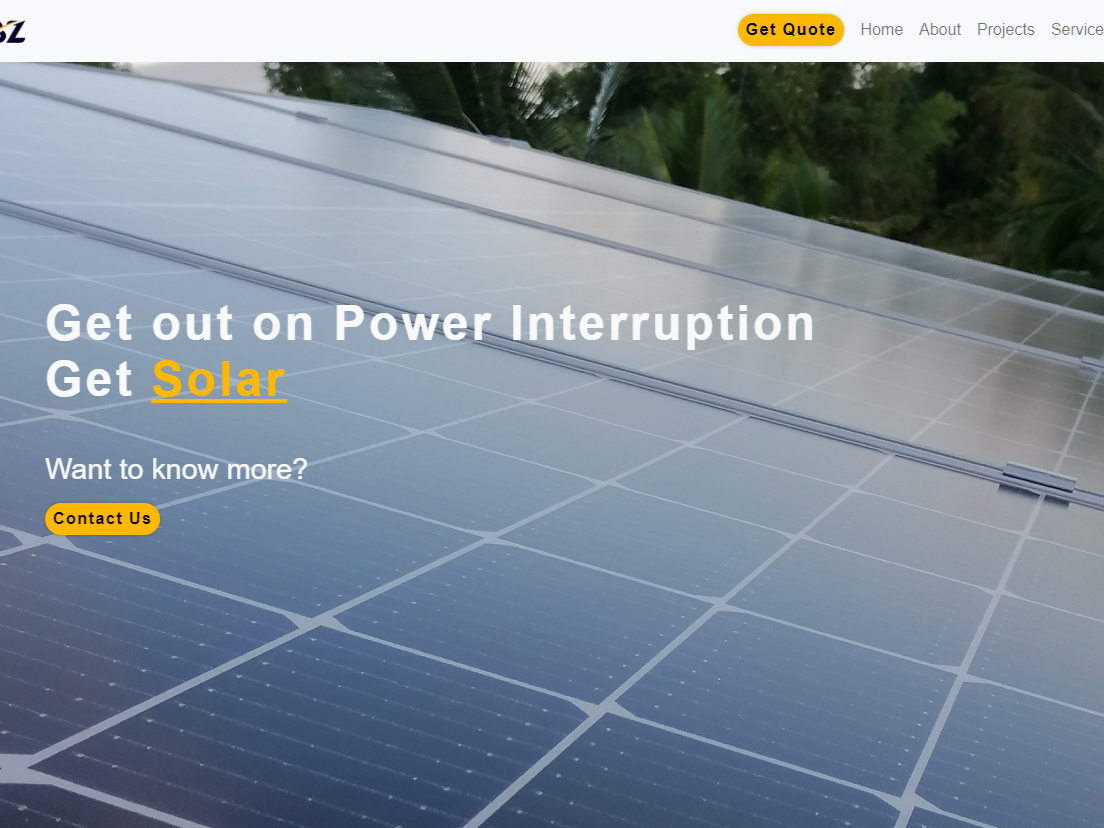 Get Quote Home About Projects Service
Get out on Power Interruption
Get Solar
Want to know more?
Contact Us